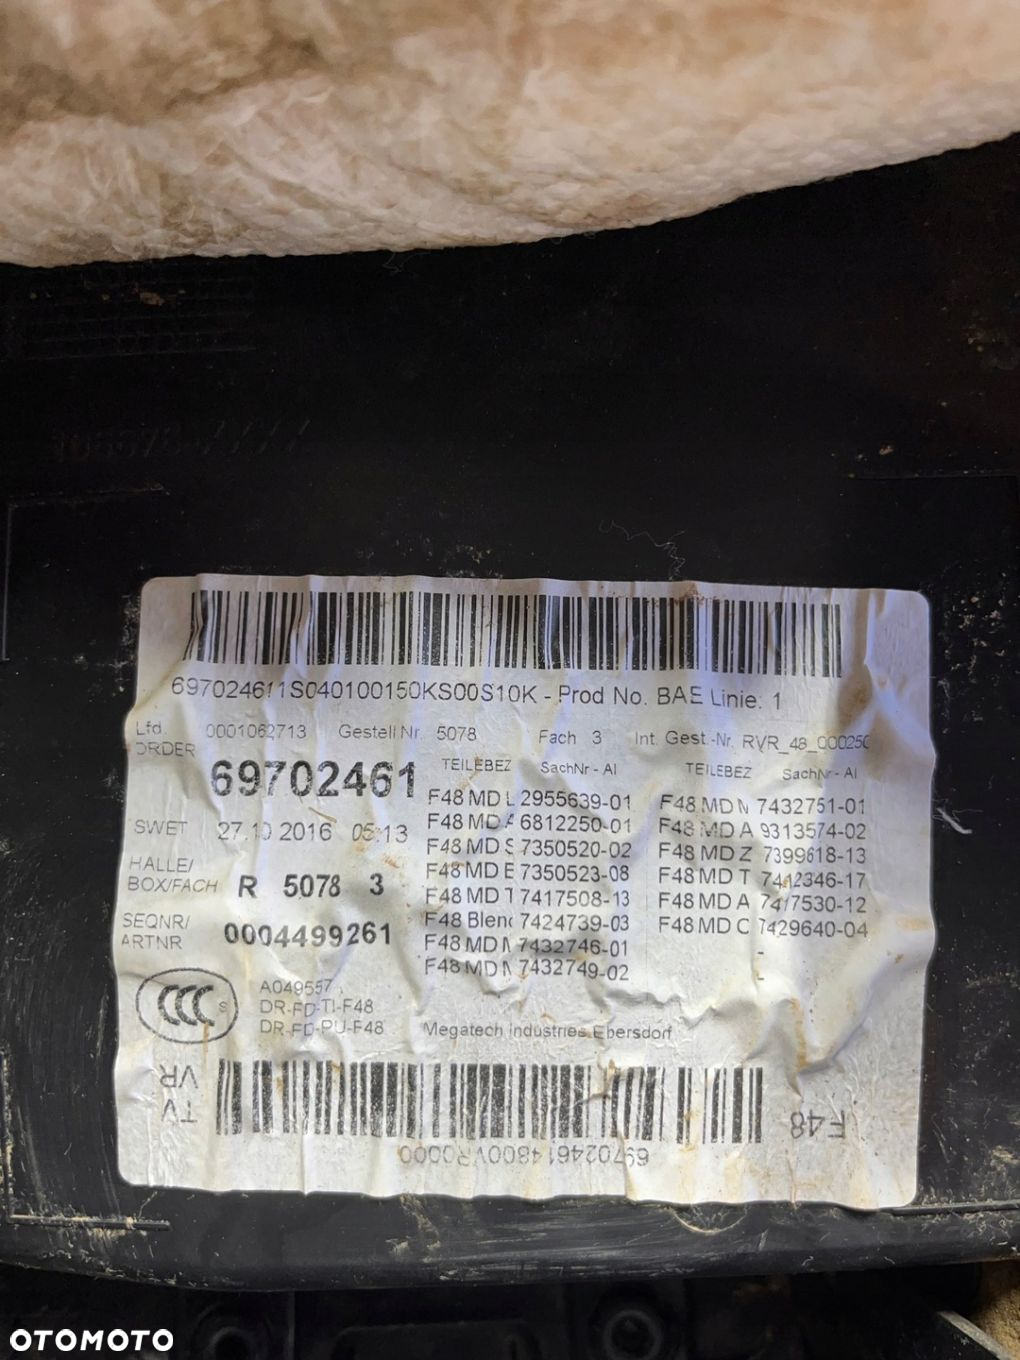 697024611S040100150KS00S10K - Prod No. BAE Linie: 1
Lfd. 0001062713 Gestell Nr. 5078 Fach 3 Int. Gest.-Nr. RVR_48_000250
ORDER 69702461
TEILEBEZ SachNr - AI TEILEBEZ SachNr - AI
F48 MD L 2955639-01 F48 MD M 7432751-01
F48 MD A 6812250-01 F48 MD A 9313574-02
F48 MD S 7350520-02 F48 MD Z 7399618-13
F48 MD E 7350523-08 F48 MD T 7412346-17
F48 MD T 7417508-13 F48 MD A 7417530-12
F48 Blend 7424739-03 F48 MD C 7429640-04
F48 MD M 7432746-01 -
F48 MD M 7432749-02 -
SWET 27.10.2016 05:13
HALLE/
BOX/FACH R 5078 3
SEQNR/
ARTNR 0004499261
CCC S
A049557
DR-FD-TI-F48
DR-FD-PU-F48
Megatech Industries Ebersdorf
TV
VR
F48
69702461480OVR0000
OTOMOTO